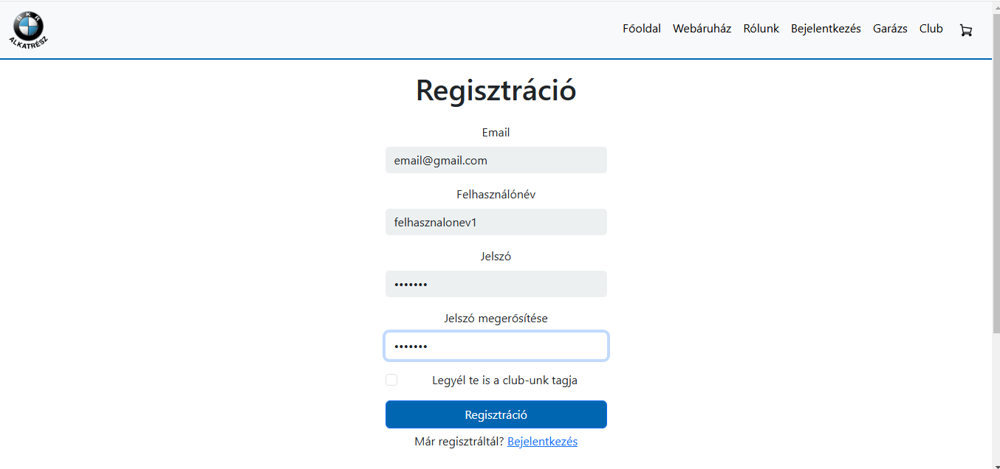 BKR
ALKATRÉSZ
Főoldal Webáruház Rólunk Bejelentkezés Garázs Club
Regisztráció
Email
email@gmail.com
Felhasználónév
felhasznalonev1
Jelszó
•••••••
Jelszó megerősítése
•••••••
Legyél te is a club-unk tagja
Regisztráció
Már regisztráltál? Bejelentkezés